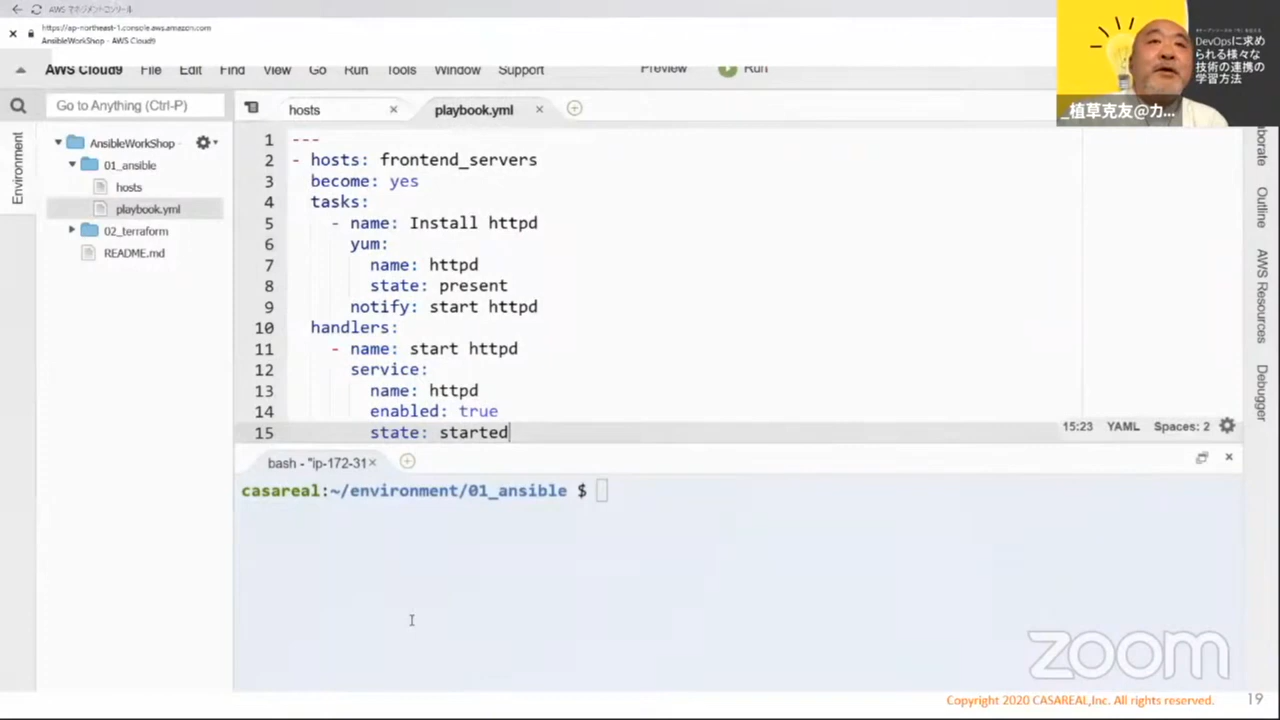 AWS マネジメントコンソール
https://ap-northeast-1.console.aws.amazon.com
AnsibleWorkShop - AWS Cloud9
AWS Cloud9 File Edit Find View Go Run Tools Window Support Preview Run
Go to Anything (Ctrl-P)
hosts
playbook.yml
Environment
AnsibleWorkShop
01_ansible
hosts
playbook.yml
02_terraform
README.md
1 ---
2 - hosts: frontend_servers
3 become: yes
4 tasks:
5 - name: Install httpd
6 yum:
7 name: httpd
8 state: present
9 notify: start httpd
10 handlers:
11 - name: start httpd
12 service:
13 name: httpd
14 enabled: true
15 state: started
15:23 YAML Spaces: 2
bash - "ip-172-31
casareal:~/environment/01_ansible $
Outline
AWS Resources
Debugger
DevOpsに求め
られる様々な
技術の連携の
学習方法
_植草克友@カ...
zoom
Copyright 2020 CASAREAL,Inc. All rights reserved.
19